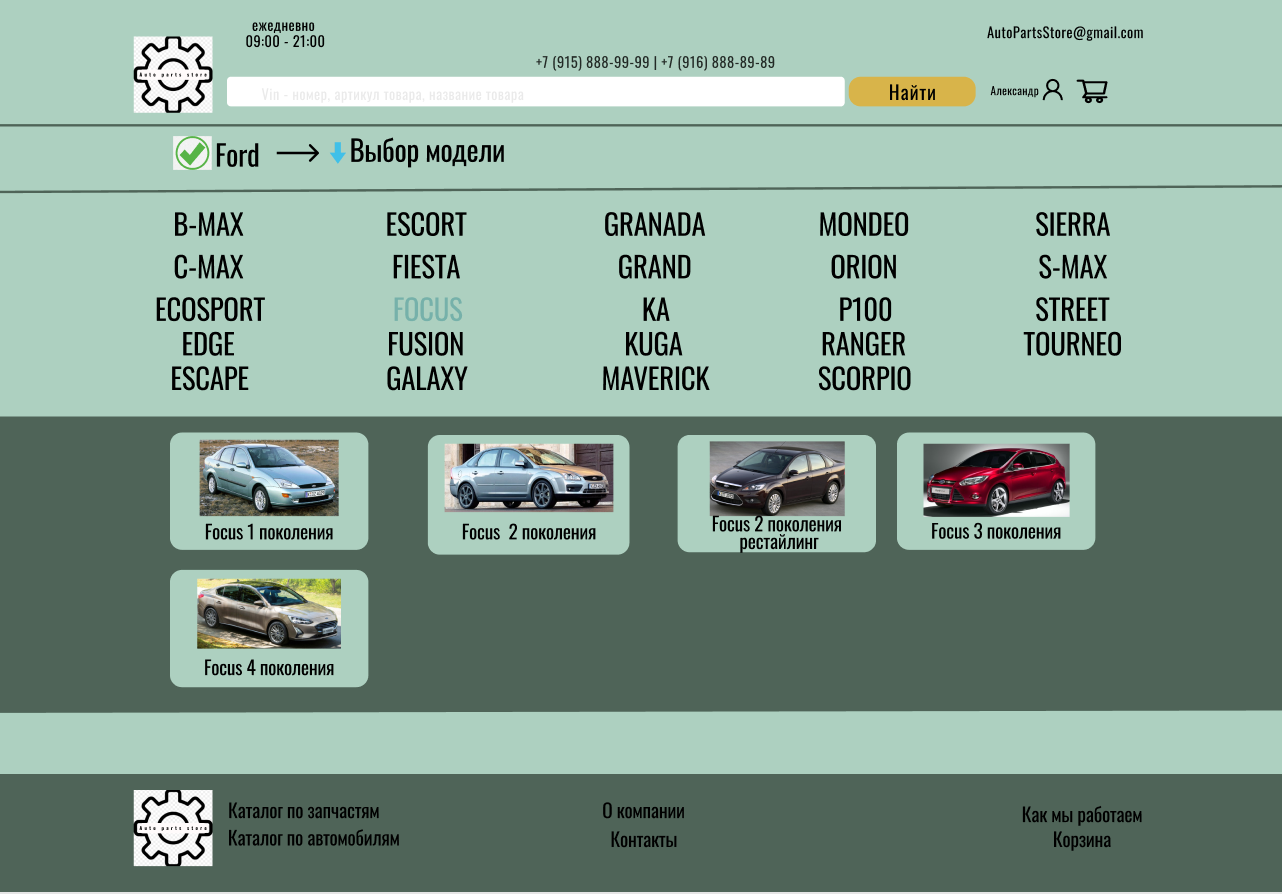 ежедневно
09:00 - 21:00
AutoPartsStore@gmail.com
+7 (915) 888-99-99 | +7 (916) 888-89-89
Auto parts store
Vin - номер, артикул товара, название товара
Найти
Александр
Ford
Выбор модели
B-MAX ESCORT GRANADA MONDEO SIERRA
C-MAX FIESTA GRAND ORION S-MAX
ECOSPORT FOCUS KA P100 STREET
EDGE FUSION KUGA RANGER TOURNEO
ESCAPE GALAXY MAVERICK SCORPIO
Focus 1 поколения
Focus 2 поколения
Focus 2 поколения
рестайлинг
Focus 3 поколения
Focus 4 поколения
Auto parts store
Каталог по запчастям
Каталог по автомобилям
О компании
Контакты
Как мы работаем
Корзина